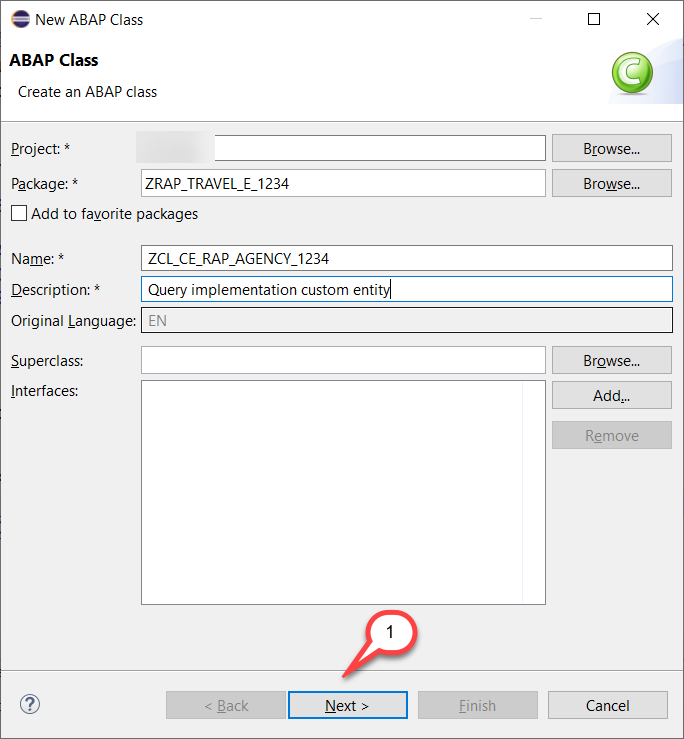 New ABAP Class
ABAP Class
Create an ABAP class
Project: * Browse...
Package: * ZRAP_TRAVEL_E_1234 Browse...
Add to favorite packages
Name: * ZCL_CE_RAP_AGENCY_1234
Description: * Query implementation custom entity
Original Language: EN
Superclass: Browse...
Interfaces: Add...
Remove
1
? < Back Next > Finish Cancel